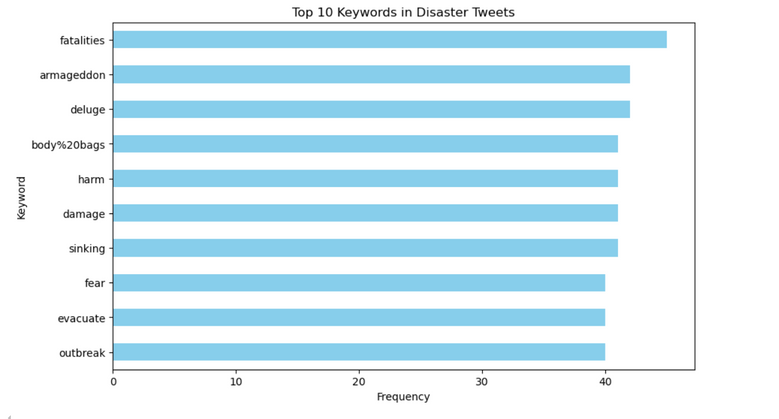 Top 10 Keywords in Disaster Tweets
fatalities
armageddon
deluge
body%20bags
harm
damage
sinking
fear
evacuate
outbreak
Keyword
0 10 20 30 40
Frequency